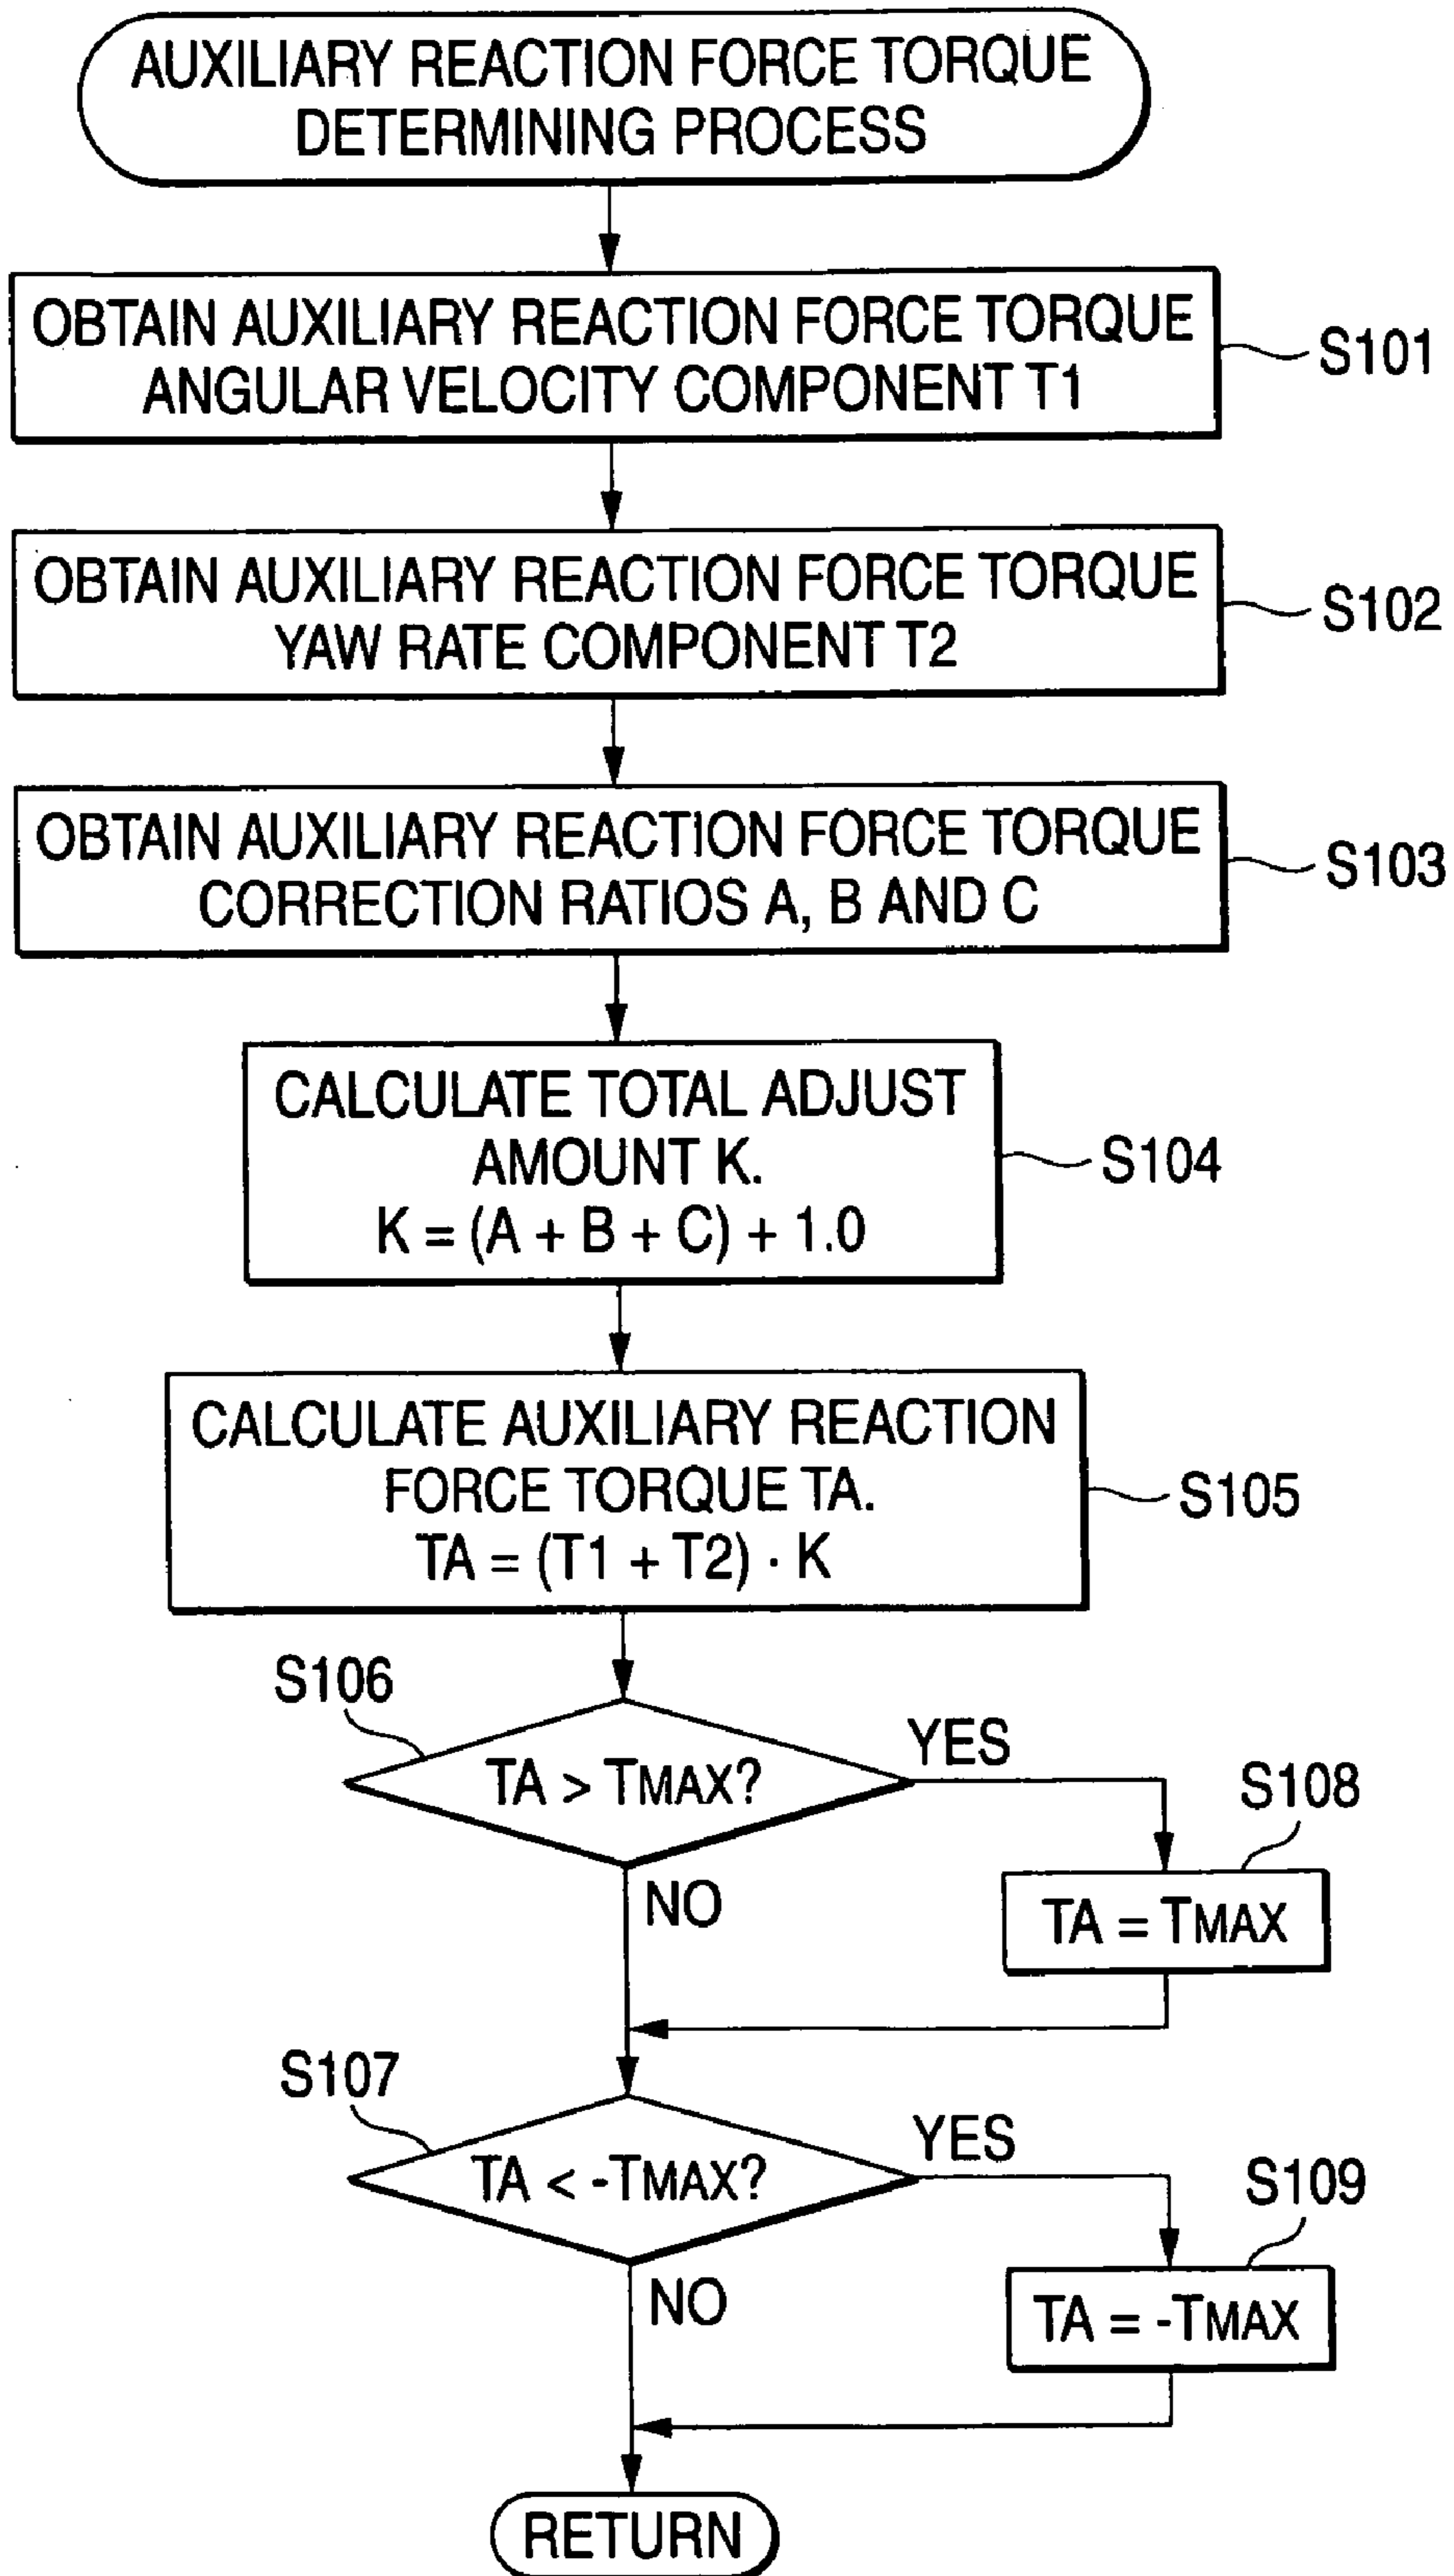 AUXILIARY REACTION FORCE TORQUE
DETERMINING PROCESS
OBTAIN AUXILIARY REACTION FORCE TORQUE
ANGULAR VELOCITY COMPONENT T1
S101
OBTAIN AUXILIARY REACTION FORCE TORQUE
YAW RATE COMPONENT T2
S102
OBTAIN AUXILIARY REACTION FORCE TORQUE
CORRECTION RATIOS A, B AND C
S103
CALCULATE TOTAL ADJUST
AMOUNT K.
K = (A + B + C) + 1.0
S104
CALCULATE AUXILIARY REACTION
FORCE TORQUE TA.
TA = (T1 + T2) · K
S105
S106
TA > TMAX?
YES
NO
S108
TA = TMAX
S107
TA < -TMAX?
YES
NO
S109
TA = -TMAX
RETURN